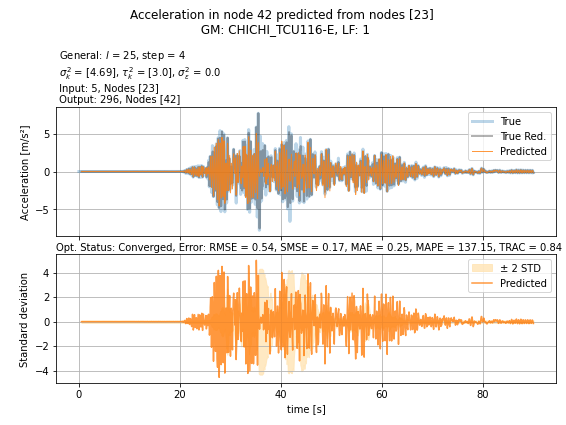 Acceleration in node 42 predicted from nodes [23]
GM: CHICHI_TCU116-E, LF: 1
General: l = 25, step = 4
σ²ₖ = [4.69], τ²ₖ = [3.0], σ²ε = 0.0
Input: 5, Nodes [23]
Output: 296, Nodes [42]
Acceleration [m/s²]
5
0
−5
True
True Red.
Predicted
Opt. Status: Converged, Error: RMSE = 0.54, SMSE = 0.17, MAE = 0.25, MAPE = 137.15, TRAC = 0.84
Standard deviation
4
2
0
−2
−4
± 2 STD
Predicted
0 20 40 60 80
time [s]